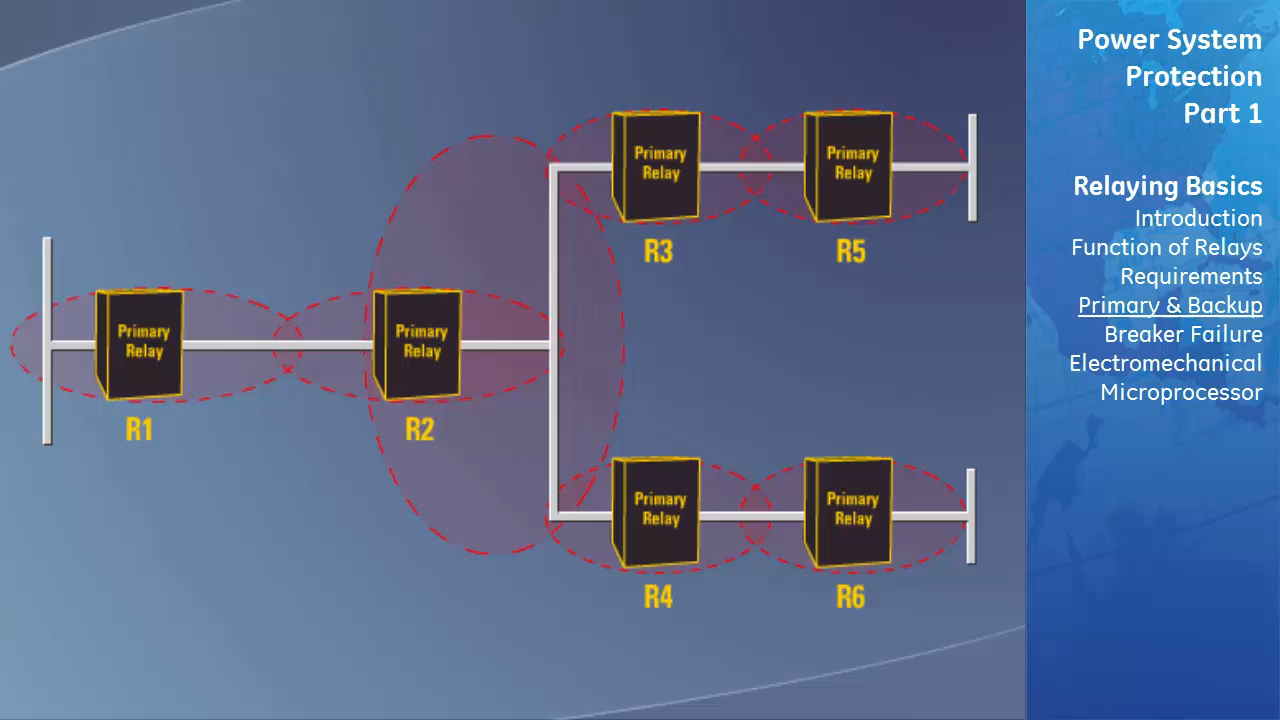 Primary
Relay
R1
Primary
Relay
R2
Primary
Relay
R3
Primary
Relay
R5
Primary
Relay
R4
Primary
Relay
R6
Power System
Protection
Part 1
Relaying Basics
Introduction
Function of Relays
Requirements
Primary & Backup
Breaker Failure
Electromechanical
Microprocessor